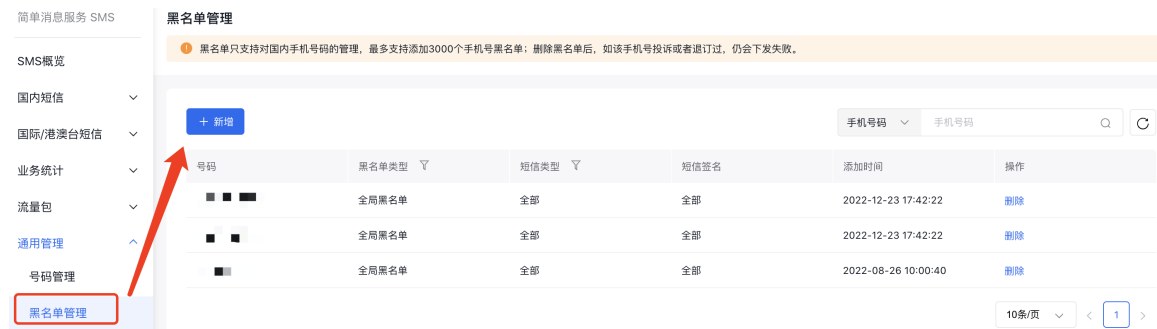 简单消息服务 SMS
SMS概览
国内短信
国际/港澳台短信
业务统计
流量包
通用管理
号码管理
黑名单管理
黑名单管理
黑名单只支持对国内手机号码的管理，最多支持添加3000个手机号黑名单；删除黑名单后，如该手机号投诉或者退订过，仍会下发失败。
+ 新增
手机号码 手机号码
号码 黑名单类型 短信类型 短信签名 添加时间 操作
全局黑名单 全部 全部 2022-12-23 17:42:22 删除
全局黑名单 全部 全部 2022-12-23 17:42:22 删除
全局黑名单 全部 全部 2022-08-26 10:00:40 删除
10条/页 < 1 >